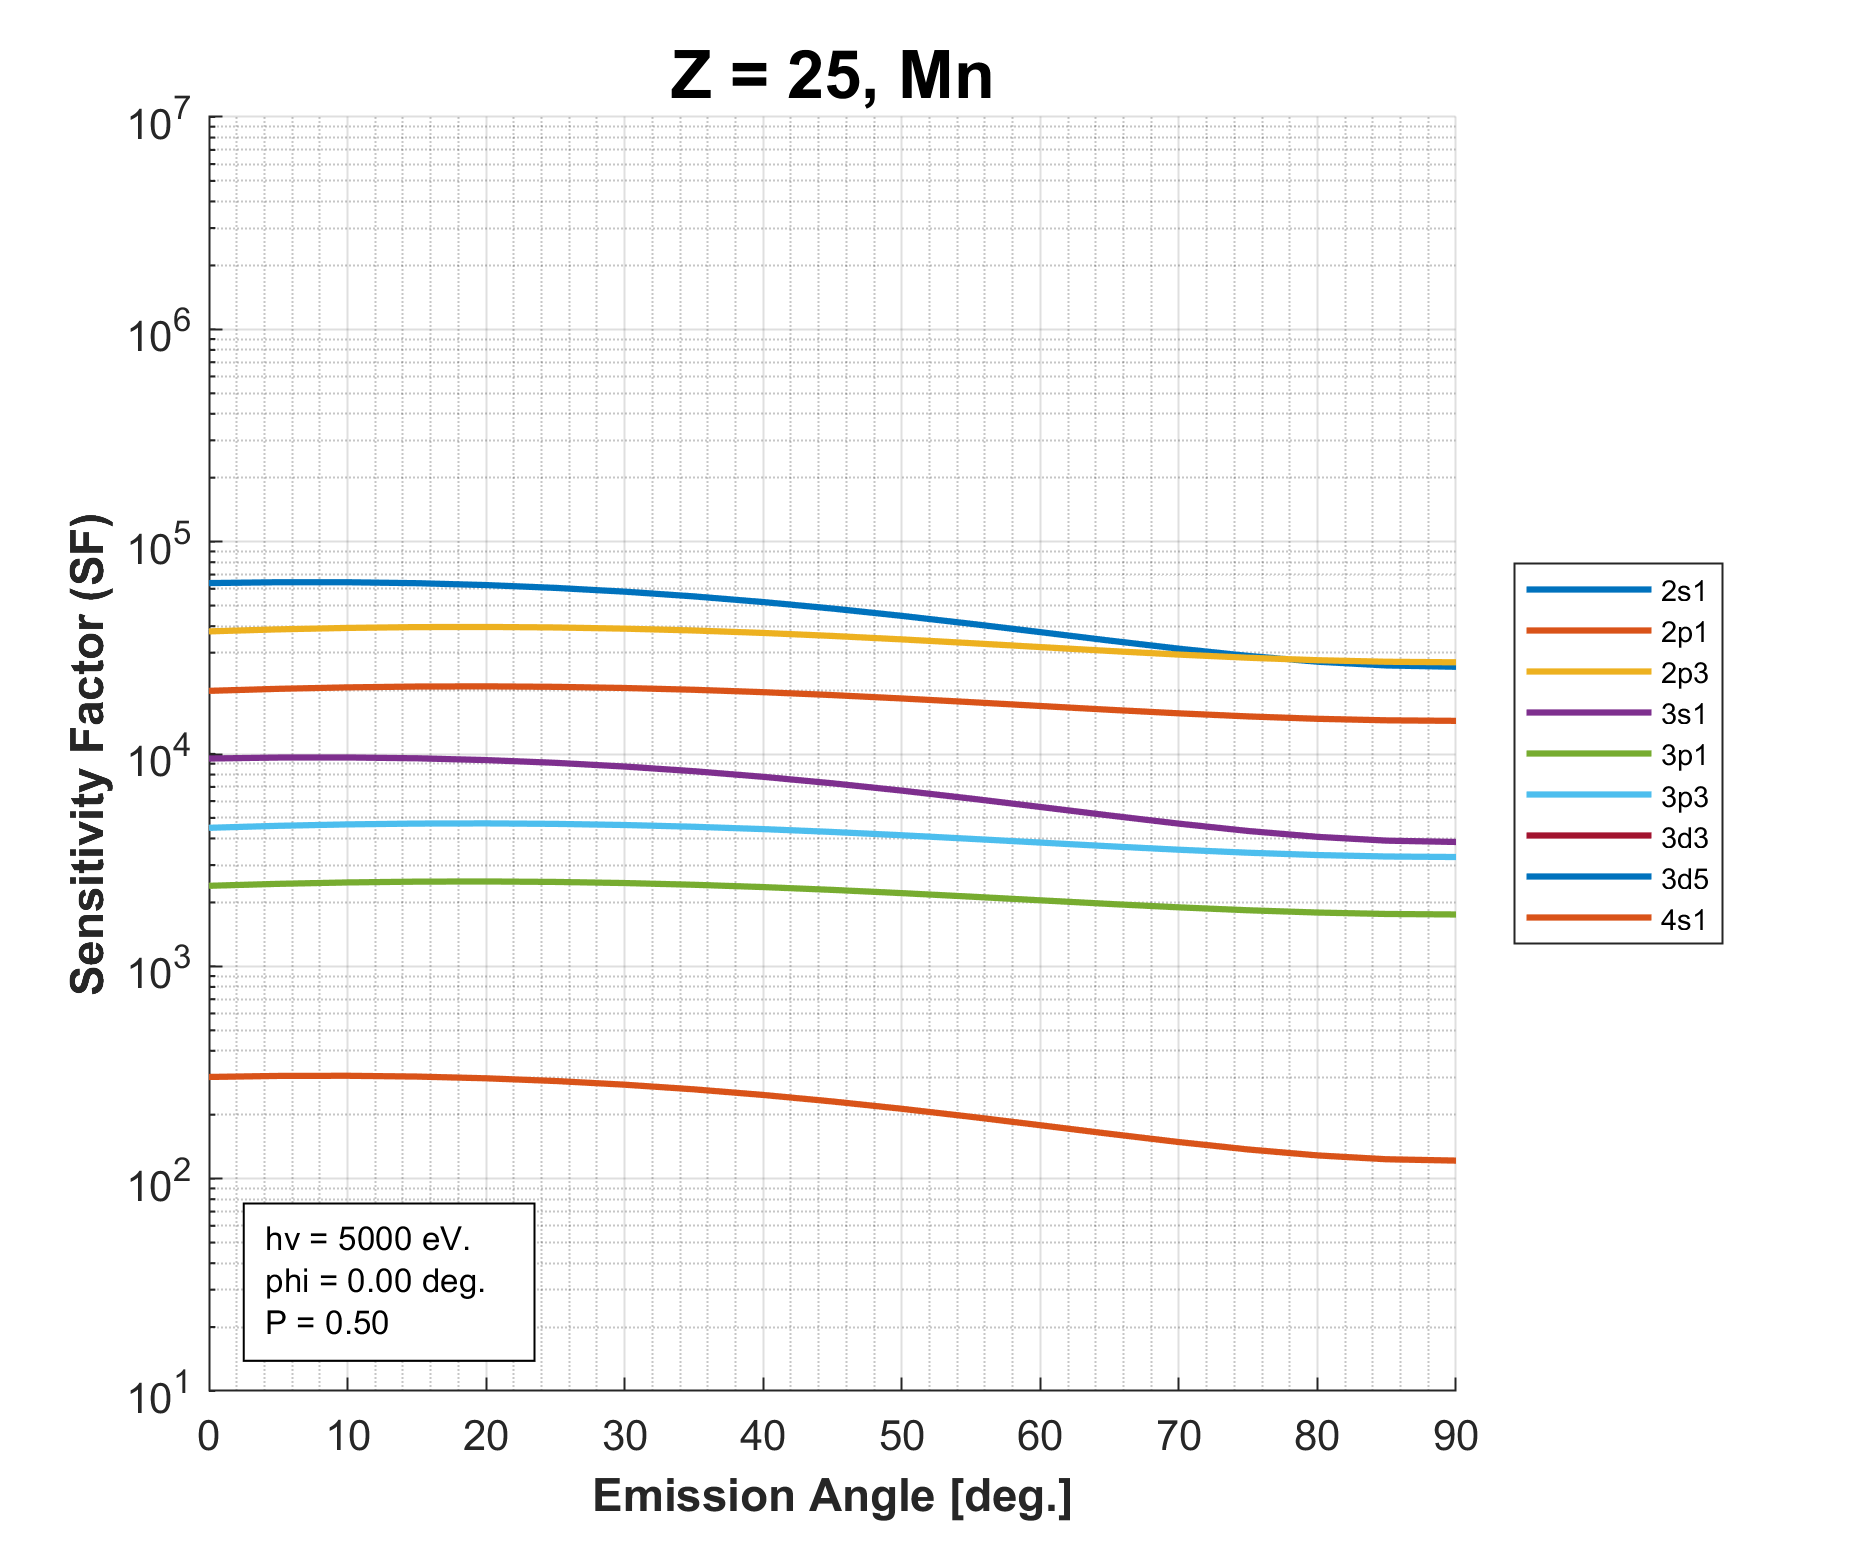 Z = 25, Mn
10^7
10^6
10^5
10^4
10^3
10^2
10^1
Sensitivity Factor (SF)
0 10 20 30 40 50 60 70 80 90
Emission Angle [deg.]
hv = 5000 eV.
phi = 0.00 deg.
P = 0.50
2s1
2p1
2p3
3s1
3p1
3p3
3d3
3d5
4s1